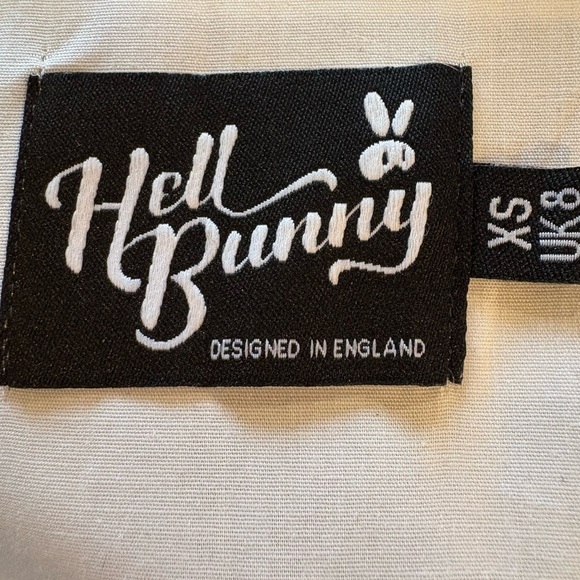 Hell
Bunny
DESIGNED IN ENGLAND
XS
UK8